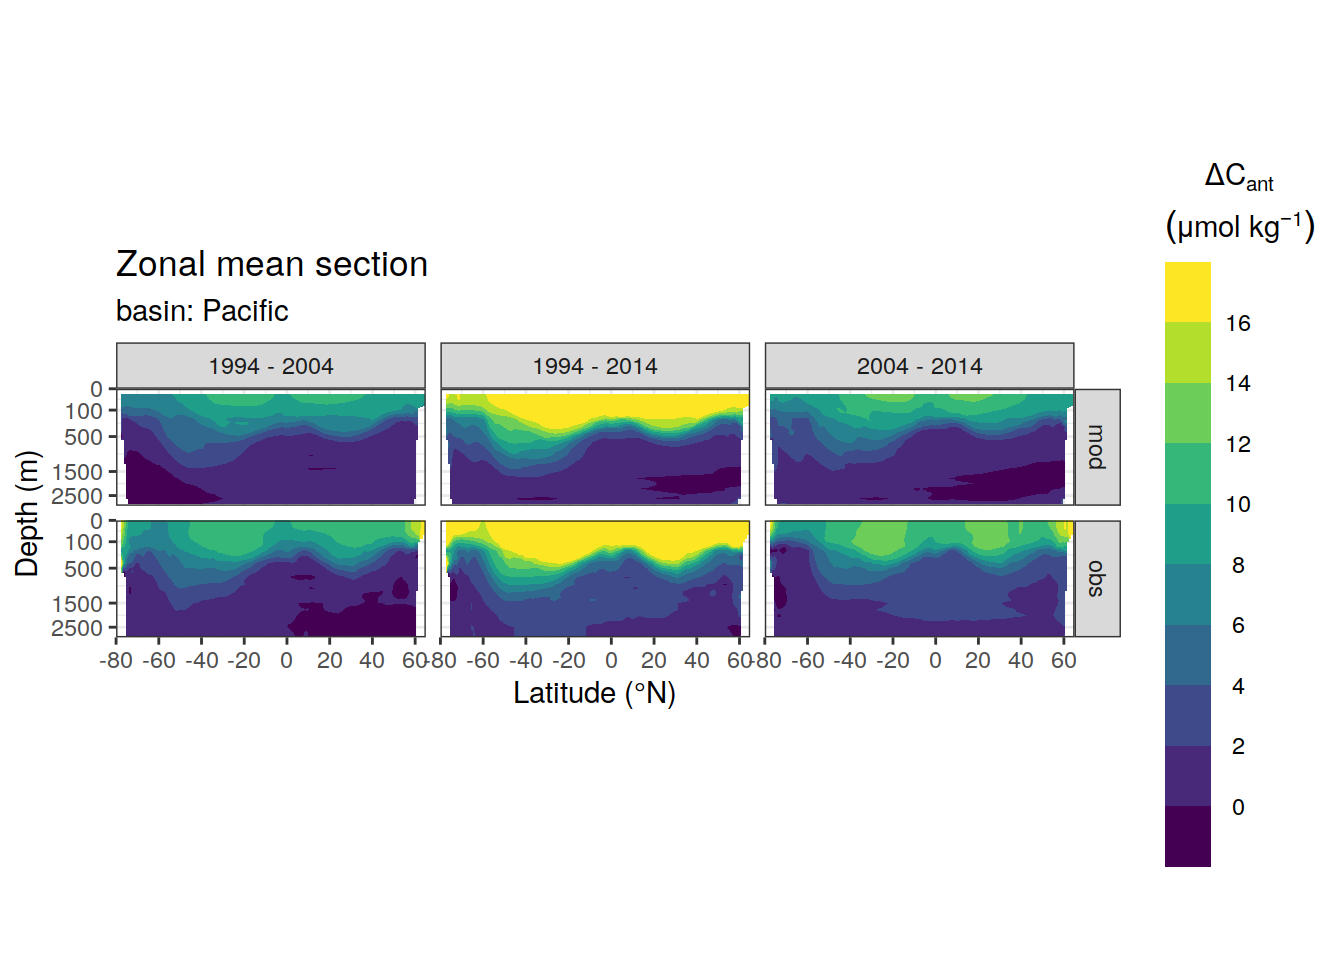 Zonal mean section
basin: Pacific
1994 - 2004 1994 - 2014 2004 - 2014
0
100
500
1500
2500
mod
0
100
500
1500
2500
obs
-80 -60 -40 -20 0 20 40 60 -80 -60 -40 -20 0 20 40 60 -80 -60 -40 -20 0 20 40 60
Latitude (°N)
Depth (m)
ΔCant
(μmol kg⁻¹)
16
14
12
10
8
6
4
2
0